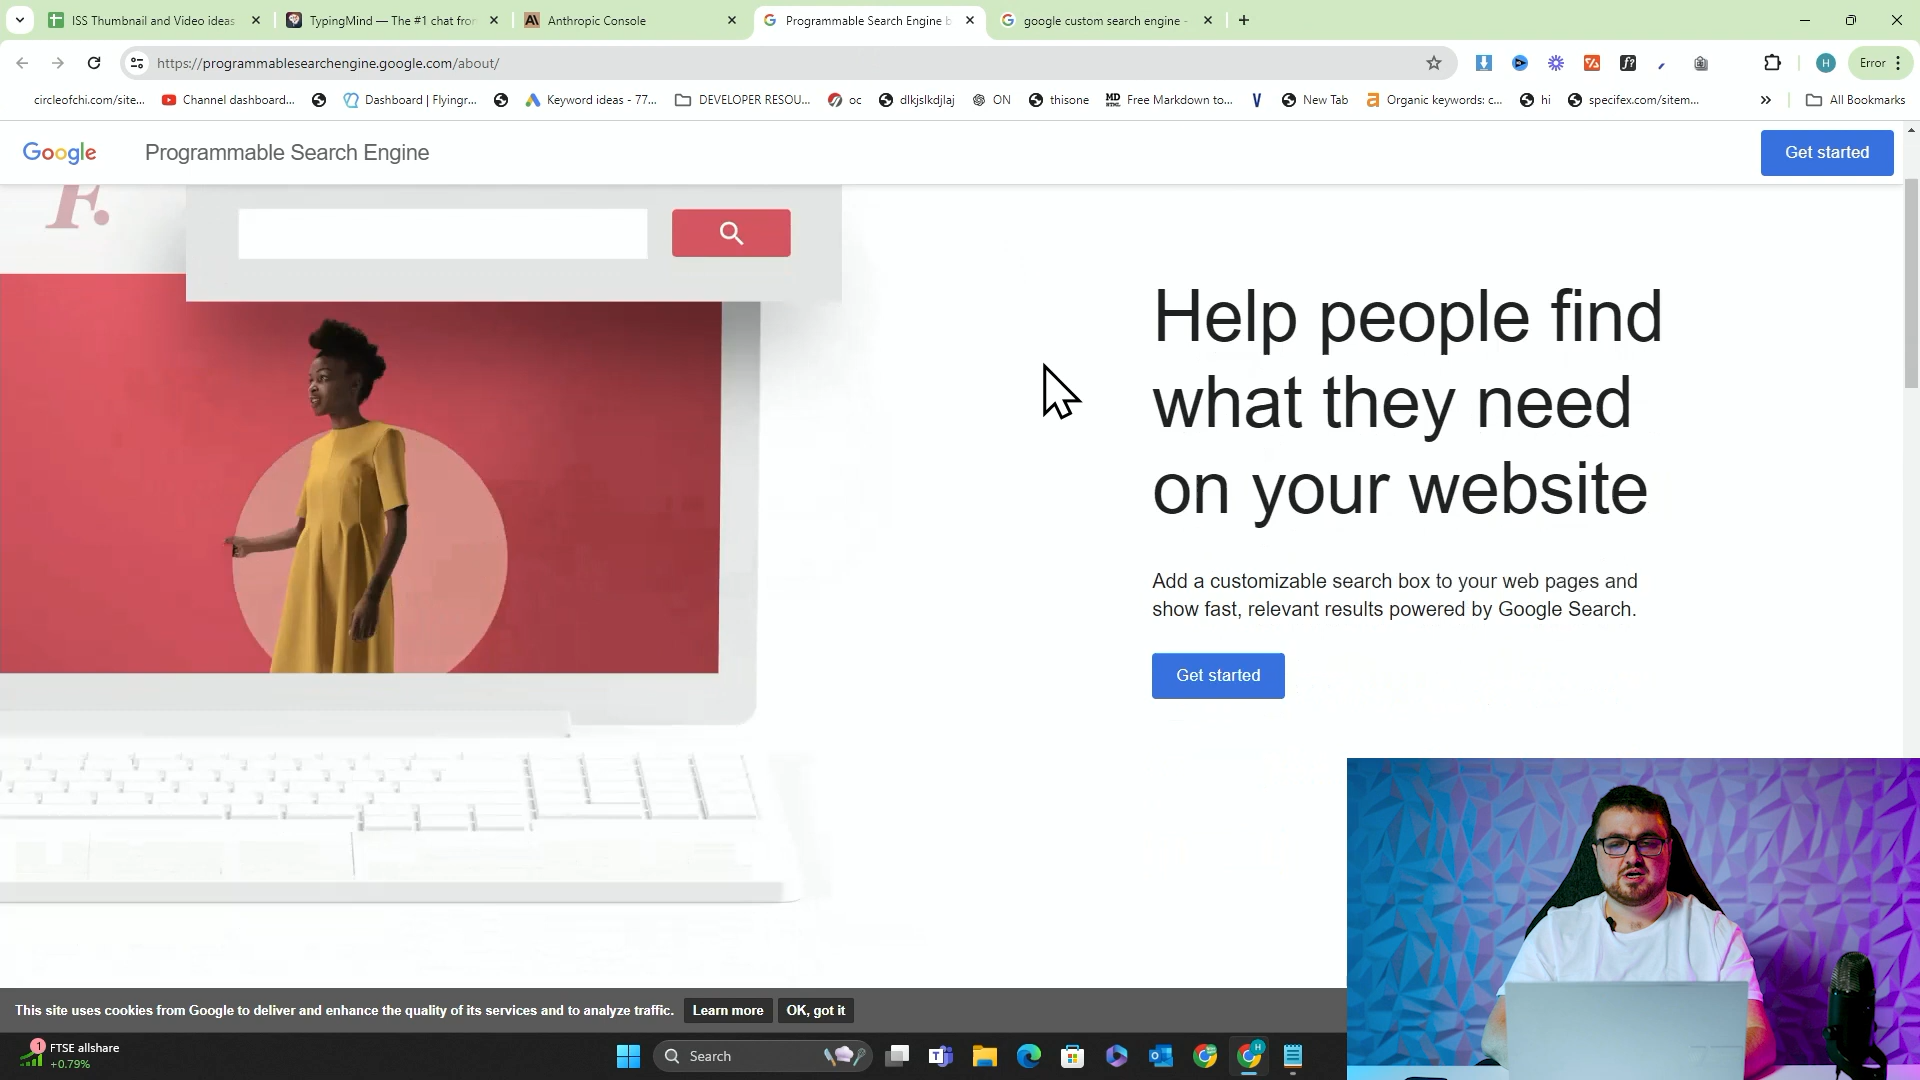 ISS Thumbnail and Video ideas
TypingMind — The #1 chat fron
Anthropic Console
Programmable Search Engine b
google custom search engine -
https://programmablesearchengine.google.com/about/
Error
circleofchi.com/site...
Channel dashboard...
Dashboard | Flyingr...
Keyword ideas - 77...
DEVELOPER RESOU...
oc
dlkjslkdjlaj
ON
thisone
Free Markdown to...
New Tab
Organic keywords: c...
hi
specifex.com/sitem...
All Bookmarks
Google
Programmable Search Engine
Get started
F.
Help people find
what they need
on your website
Add a customizable search box to your web pages and
show fast, relevant results powered by Google Search.
Get started
This site uses cookies from Google to deliver and enhance the quality of its services and to analyze traffic.
Learn more
OK, got it
1
FTSE allshare
+0.79%
Search